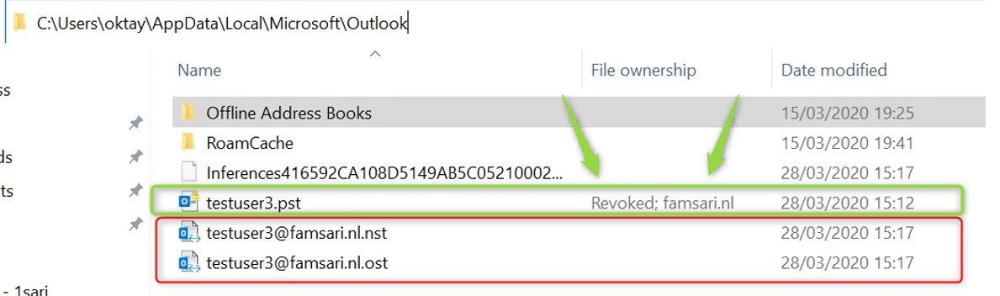 C:\Users\oktay\AppData\Local\Microsoft\Outlook
Name File ownership Date modified
ss
Offline Address Books 15/03/2020 19:25
RoamCache 15/03/2020 19:41
ds
Inferences416592CA108D5149AB5C05210002... 28/03/2020 15:17
ts
testuser3.pst Revoked; famsari.nl 28/03/2020 15:12
testuser3@famsari.nl.nst 28/03/2020 15:17
testuser3@famsari.nl.ost 28/03/2020 15:17
- 1sari